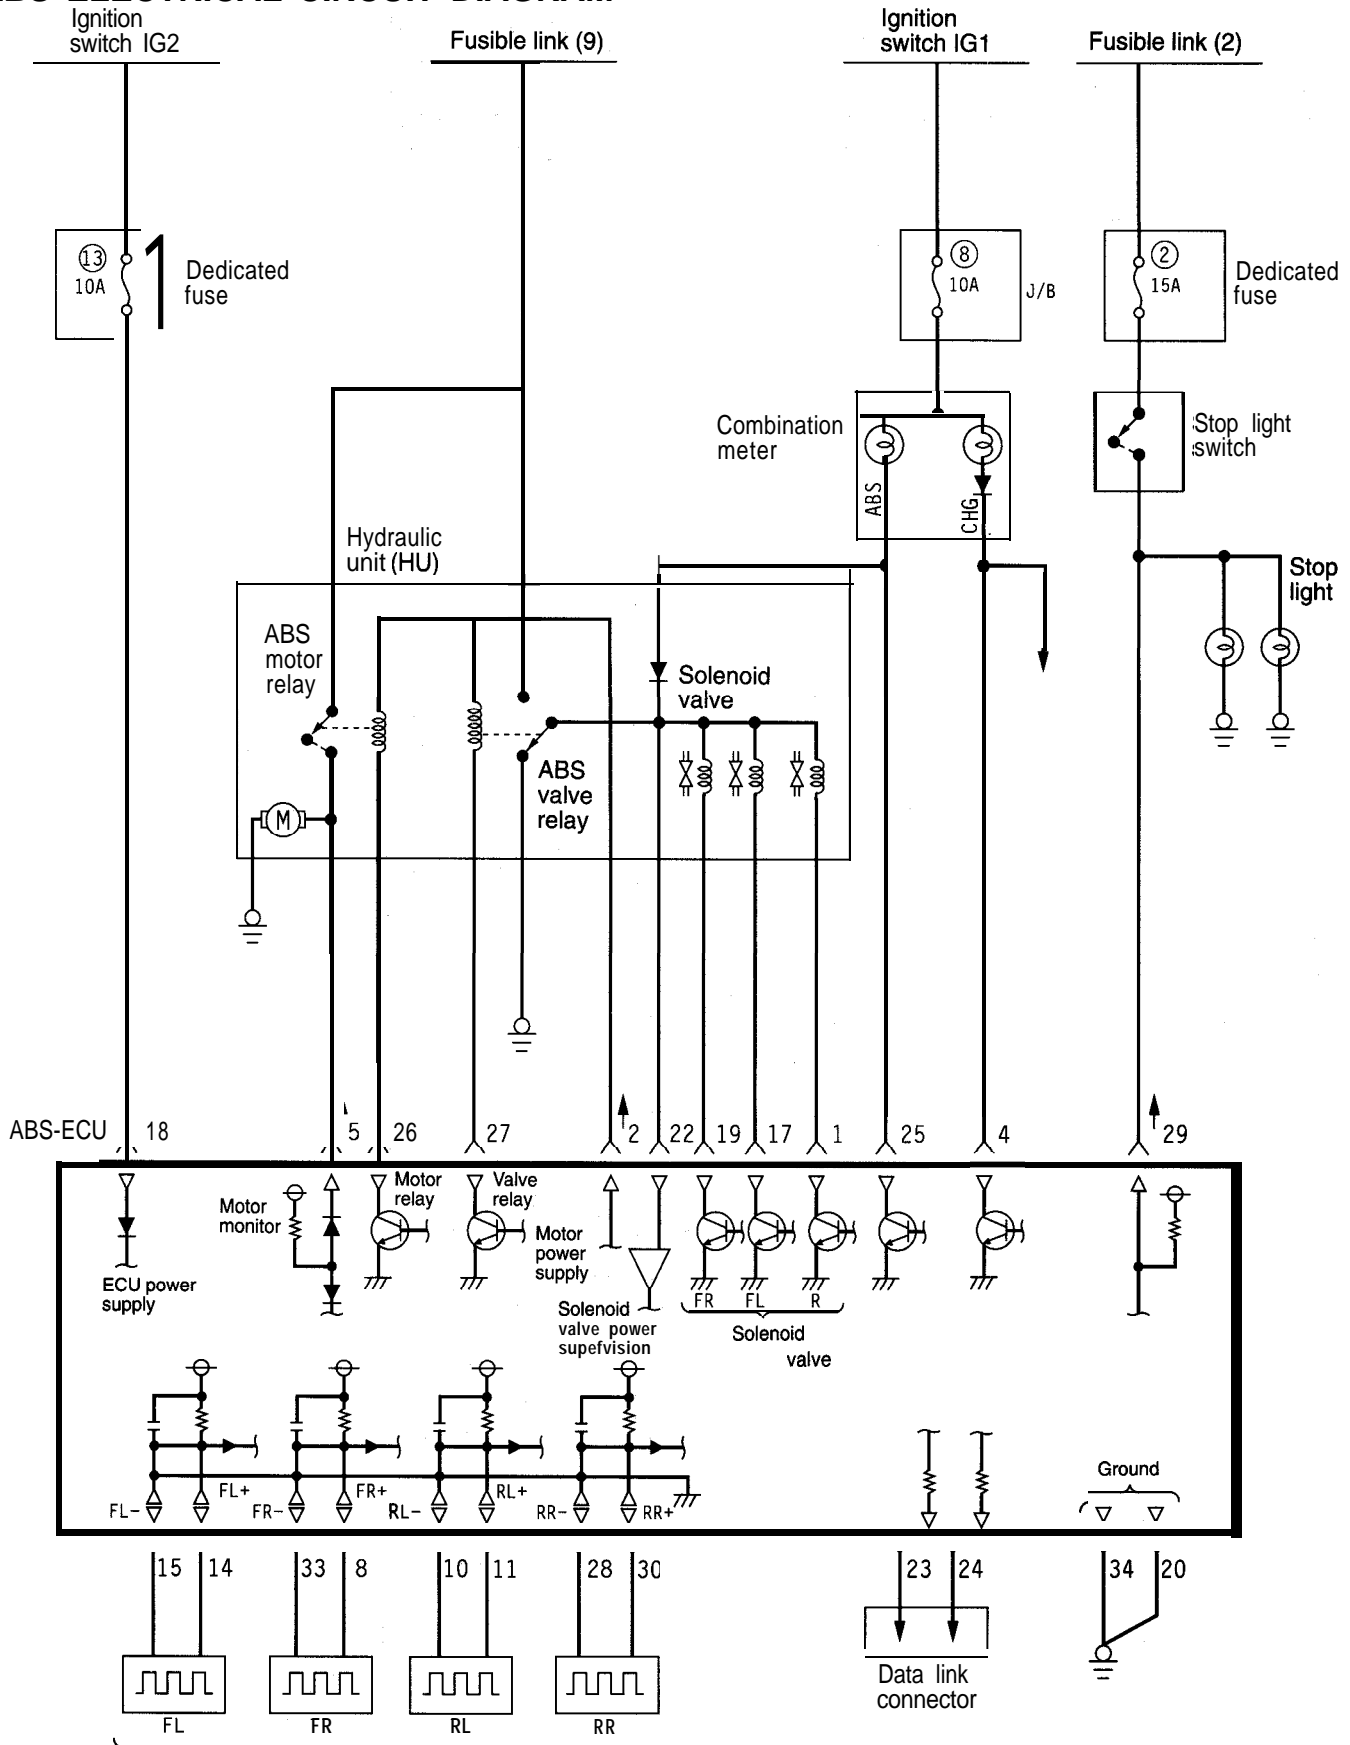 ABS ELECTRICAL CIRCUIT DIAGRAM
Ignition
switch IG2
Fusible link (9)
Ignition
switch IG1
Fusible link (2)
13
10A
Dedicated
fuse
8
10A
J/B
2
15A
Dedicated
fuse
Combination
meter
ABS
CHG
Stop light
switch
Hydraulic
unit (HU)
Stop
light
ABS
motor
relay
Solenoid
valve
ABS
valve
relay
M
ABS-ECU
18
5
26
27
2
22
19
17
1
25
4
29
Motor
monitor
Motor
relay
Valve
relay
Motor
power
supply
ECU power
supply
Solenoid
valve power
supefvision
FR
FL
R
Solenoid
valve
FL-
FL+
FR-
FR+
RL-
RL+
RR-
RR+
Ground
15
14
33
8
10
11
28
30
23
24
34
20
FL
FR
RL
RR
Data link
connector